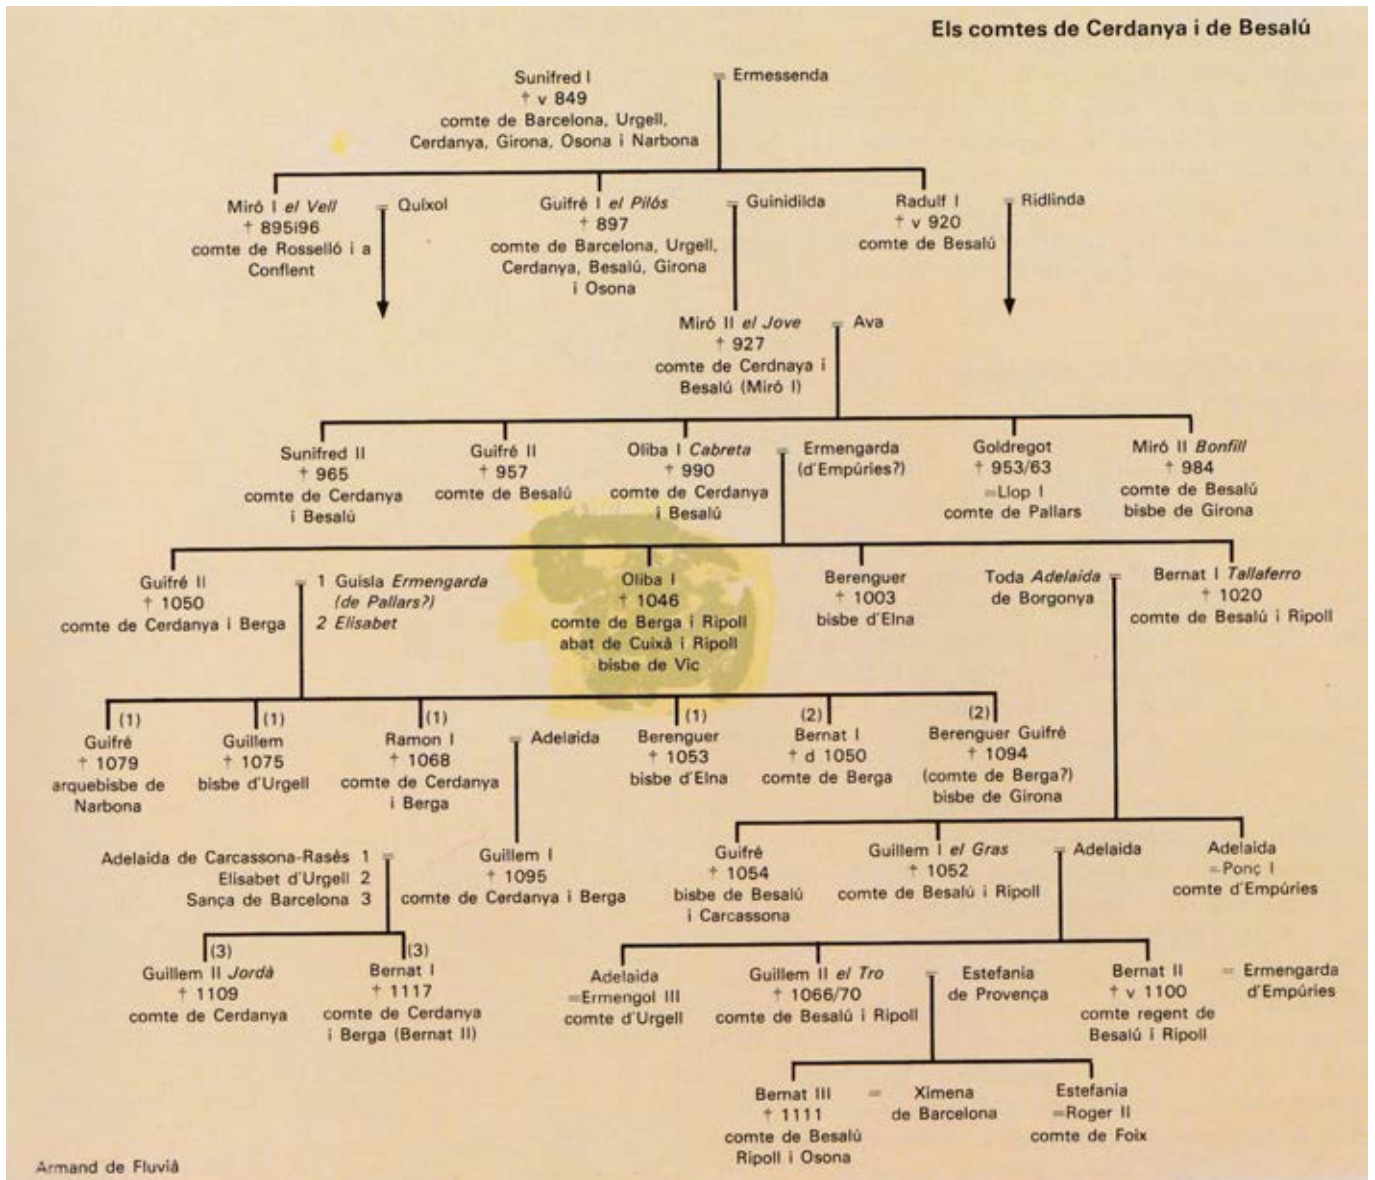 Els comtes de Cerdanya i de Besalú
Sunifred I
† v 849
comte de Barcelona, Urgell,
Cerdanya, Girona, Osona i Narbona
= Ermessenda
Miró I el Vell
† 895i96
comte de Rosselló i a
Conflent
= Quixol
Guifré I el Pilós
† 897
comte de Barcelona, Urgell,
Cerdanya, Besalú, Girona
i Osona
= Guinidilda
Radulf I
† v 920
comte de Besalú
= Ridlinda
Miró II el Jove
† 927
comte de Cerdnaya i
Besalú (Miró I)
= Ava
Sunifred II
† 965
comte de Cerdanya
i Besalú
Guifré II
† 957
comte de Besalú
Oliba I Cabreta
† 990
comte de Cerdanya
i Besalú
= Ermengarda
(d'Empúries?)
Goldregot
† 953/63
=Llop I
comte de Pallars
Miró II Bonfill
† 984
comte de Besalú
bisbe de Girona
Guifré II
† 1050
comte de Cerdanya i Berga
= 1 Guisla Ermengarda
(de Pallars?)
2 Elisabet
Oliba I
† 1046
comte de Berga i Ripoll
abat de Cuixà i Ripoll
bisbe de Vic
Berenguer
† 1003
bisbe d'Elna
Toda Adelaida =
de Borgonya
Bernat I Tallaferro
† 1020
comte de Besalú i Ripoll
(1)
Guifré
† 1079
arquebisbe de
Narbona
(1)
Guillem
† 1075
bisbe d'Urgell
(1)
Ramon I
† 1068
comte de Cerdanya
i Berga
= Adelaida
(1)
Berenguer
† 1053
bisbe d'Elna
(2)
Bernat I
† d 1050
comte de Berga
(2)
Berenguer Guifré
† 1094
(comte de Berga?)
bisbe de Girona
Adelaida de Carcassona-Rasès 1 =
Elisabet d'Urgell 2
Sança de Barcelona 3
Guillem I
† 1095
comte de Cerdanya i Berga
Guifré
† 1054
bisbe de Besalú
i Carcassona
Guillem I el Gras
† 1052
comte de Besalú i Ripoll
= Adelaida
Adelaida
=Ponç I
comte d'Empúries
(3)
Guillem II Jordà
† 1109
comte de Cerdanya
(3)
Bernat I
† 1117
comte de Cerdanya
i Berga (Bernat II)
Adelaida
=Ermengol III
comte d'Urgell
Guillem II el Tro
† 1066/70
comte de Besalú i Ripoll
= Estefania
de Provença
Bernat II
† v 1100
comte regent de
Besalú i Ripoll
= Ermengarda
d'Empúries
Bernat III
† 1111
comte de Besalú
Ripoll i Osona
= Ximena
de Barcelona
Estefania
=Roger II
comte de Foix
Armand de Fluvià